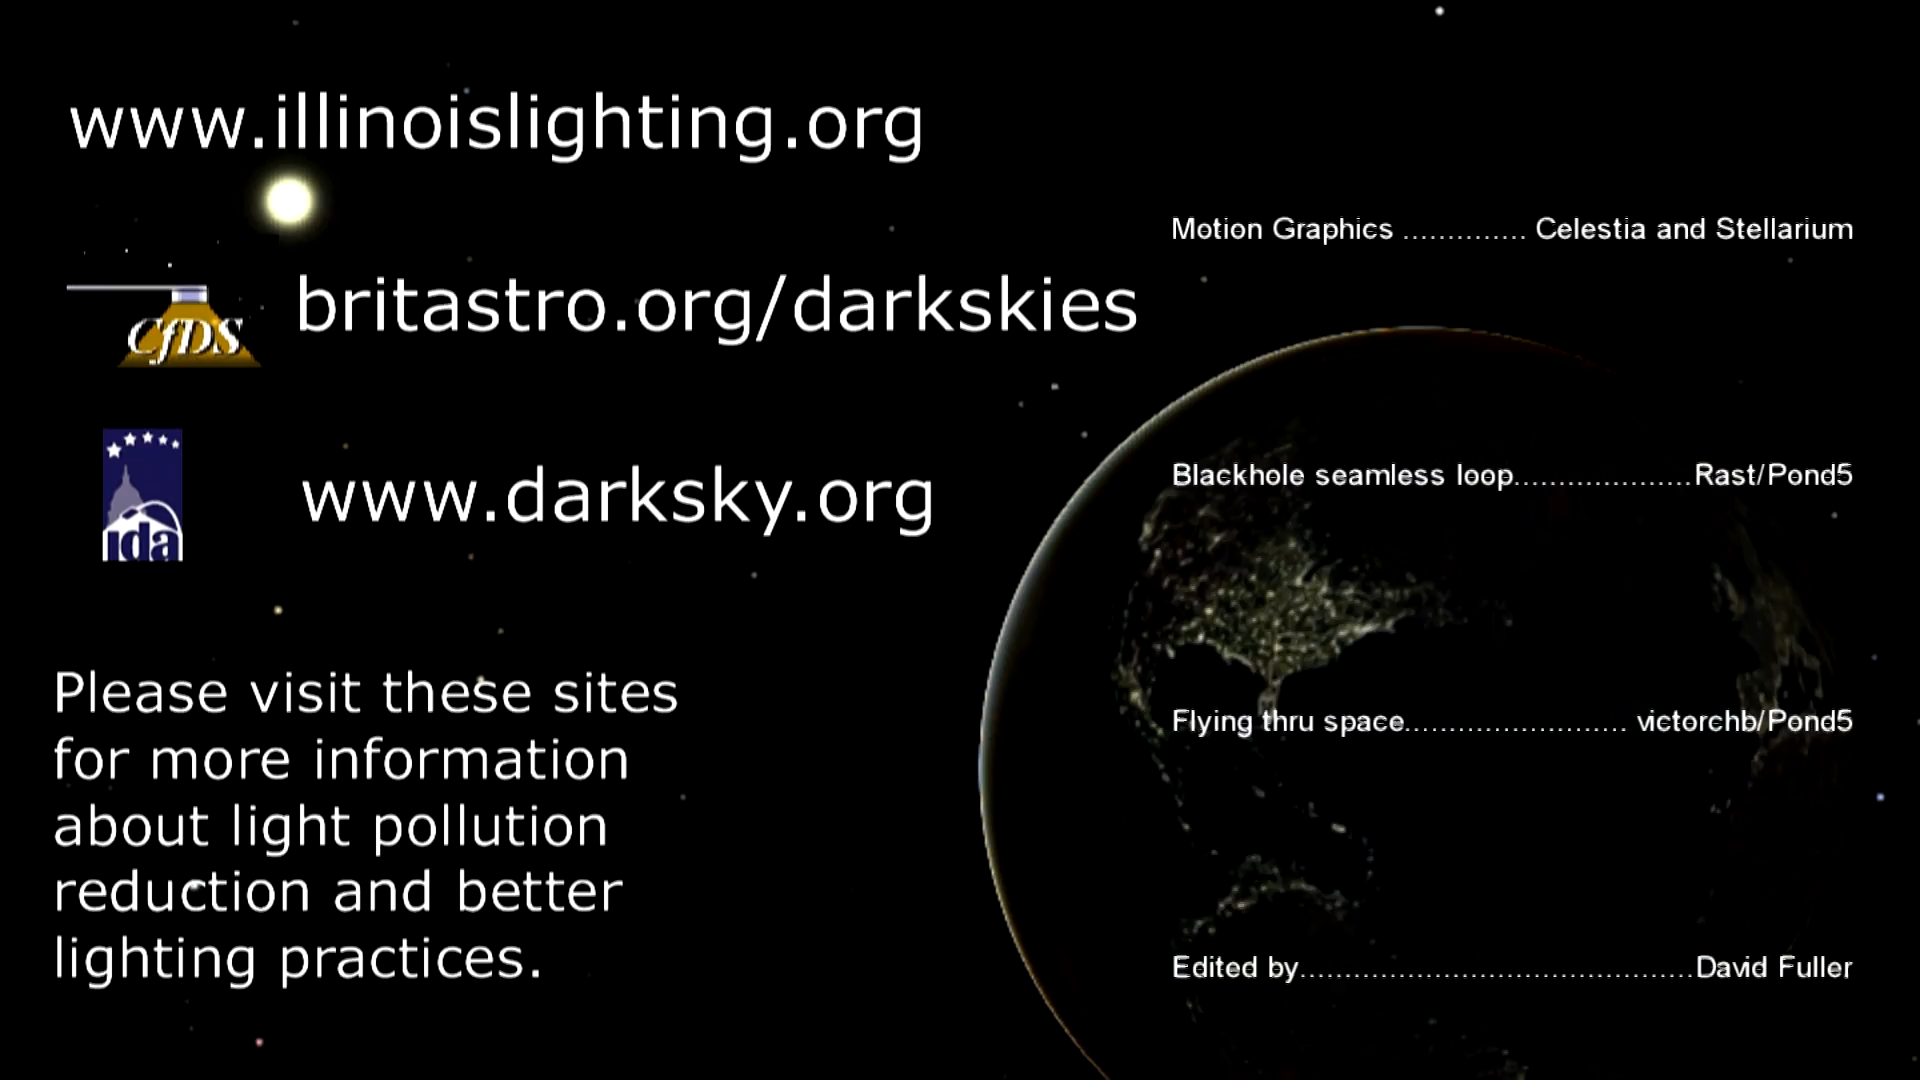 www.illinoislighting.org
CfDS
britastro.org/darkskies
ida
www.darksky.org
Please visit these sites
for more information
about light pollution
reduction and better
lighting practices.
Motion Graphics .............. Celestia and Stellarium
Blackhole seamless loop....................Rast/Pond5
Flying thru space......................... victorchb/Pond5
Edited by............................................David Fuller